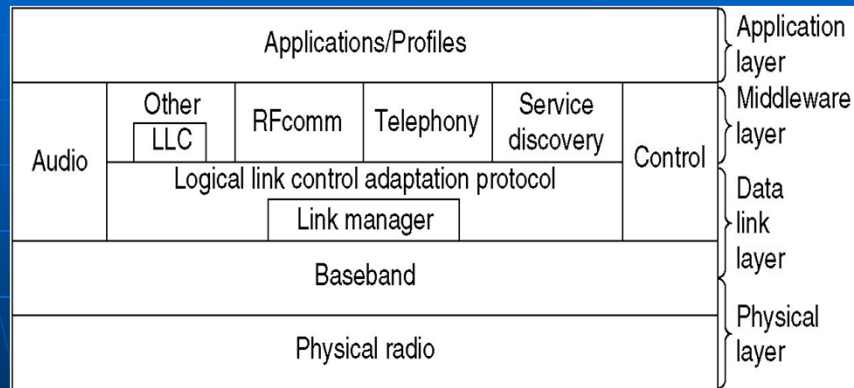 Applications/Profiles
Application
layer
Other
LLC
RFcomm
Telephony
Service
discovery
Middleware
layer
Audio
Control
Logical link control adaptation protocol
Link manager
Data
link
layer
Baseband
Physical radio
Physical
layer